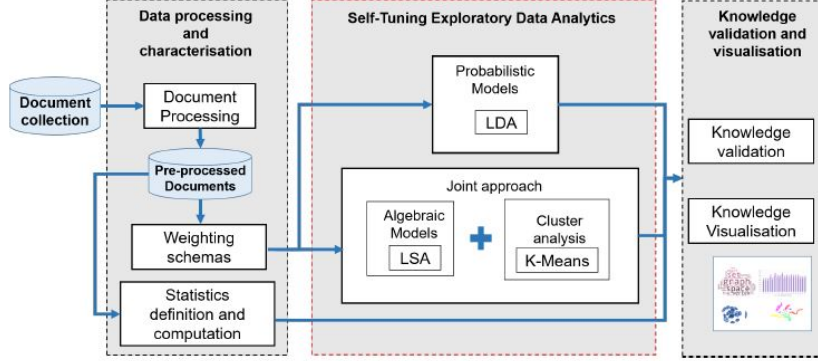 Data processing
and
characterisation
Self-Tuning Exploratory Data Analytics
Knowledge
validation and
visualisation
Document
collection
Document
Processing
Pre-processed
Documents
Weighting
schemas
Statistics
definition and
computation
Probabilistic
Models
LDA
Joint approach
Algebraic
Models
LSA
Cluster
analysis
K-Means
Knowledge
validation
Knowledge
Visualisation
graph
space